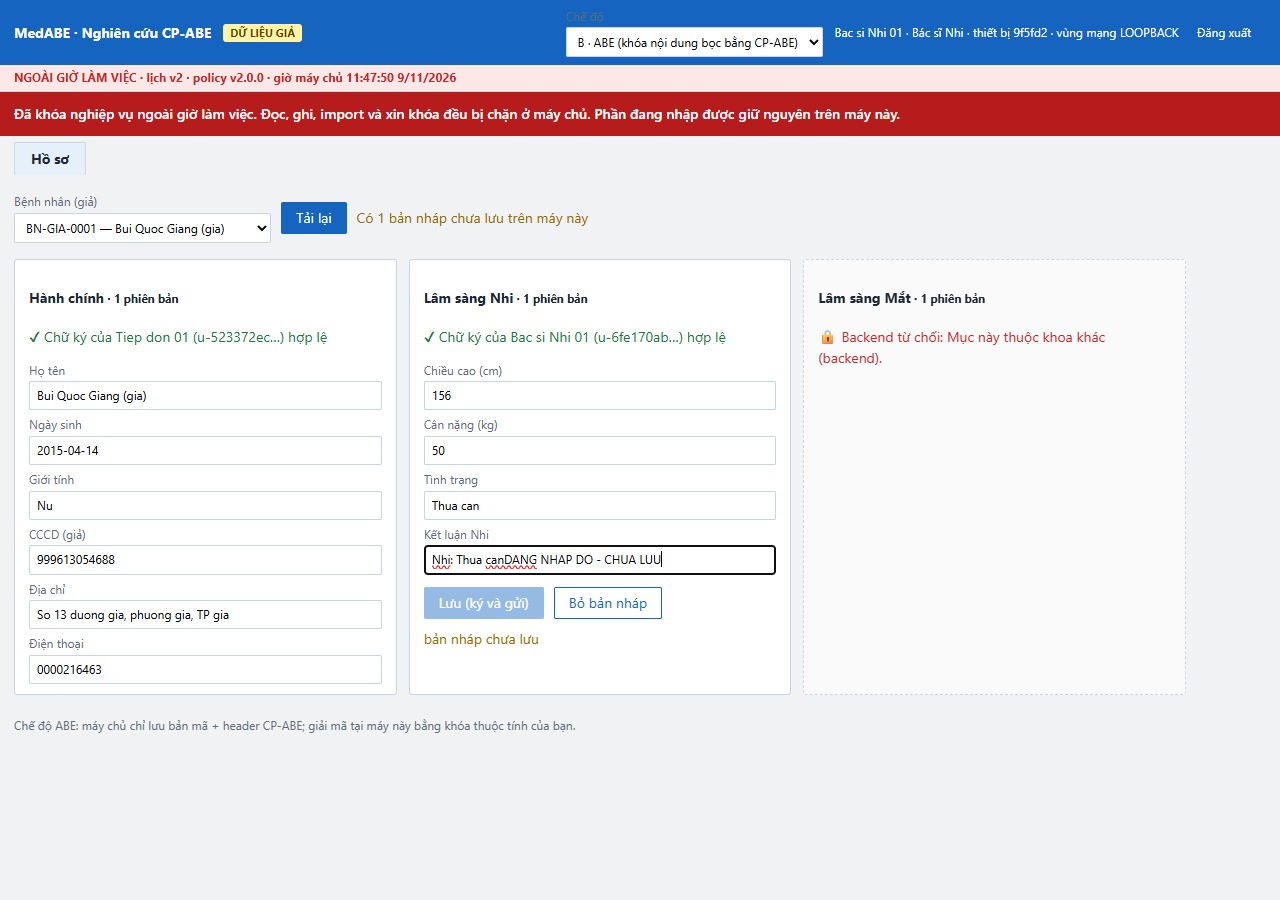 MedABE · Nghiên cứu CP-ABE
DỮ LIỆU GIẢ
Chế độ
B · ABE (khóa nội dung bọc bằng CP-ABE)
Bac si Nhi 01 · Bác sĩ Nhi · thiết bị 9f5fd2 · vùng mạng LOOPBACK
Đăng xuất
NGOÀI GIỜ LÀM VIỆC · lịch v2 · policy v2.0.0 · giờ máy chủ 11:47:50 9/11/2026
Đã khóa nghiệp vụ ngoài giờ làm việc. Đọc, ghi, import và xin khóa đều bị chặn ở máy chủ. Phần đang nhập được giữ nguyên trên máy này.
Hồ sơ
Bệnh nhân (giả)
BN-GIA-0001 — Bui Quoc Giang (gia)
Tải lại
Có 1 bản nháp chưa lưu trên máy này
Hành chính · 1 phiên bản
✓ Chữ ký của Tiep don 01 (u-523372ec…) hợp lệ
Họ tên
Bui Quoc Giang (gia)
Ngày sinh
2015-04-14
Giới tính
Nu
CCCD (giả)
999613054688
Địa chỉ
So 13 duong gia, phuong gia, TP gia
Điện thoại
0000216463
Lâm sàng Nhi · 1 phiên bản
✓ Chữ ký của Bac si Nhi 01 (u-6fe170ab…) hợp lệ
Chiều cao (cm)
156
Cân nặng (kg)
50
Tình trạng
Thua can
Kết luận Nhi
Nhi: Thua canDANG NHAP DO - CHUA LUU
Lưu (ký và gửi)
Bỏ bản nháp
bản nháp chưa lưu
Lâm sàng Mắt · 1 phiên bản
🔒 Backend từ chối: Mục này thuộc khoa khác
(backend).
Chế độ ABE: máy chủ chỉ lưu bản mã + header CP-ABE; giải mã tại máy này bằng khóa thuộc tính của bạn.